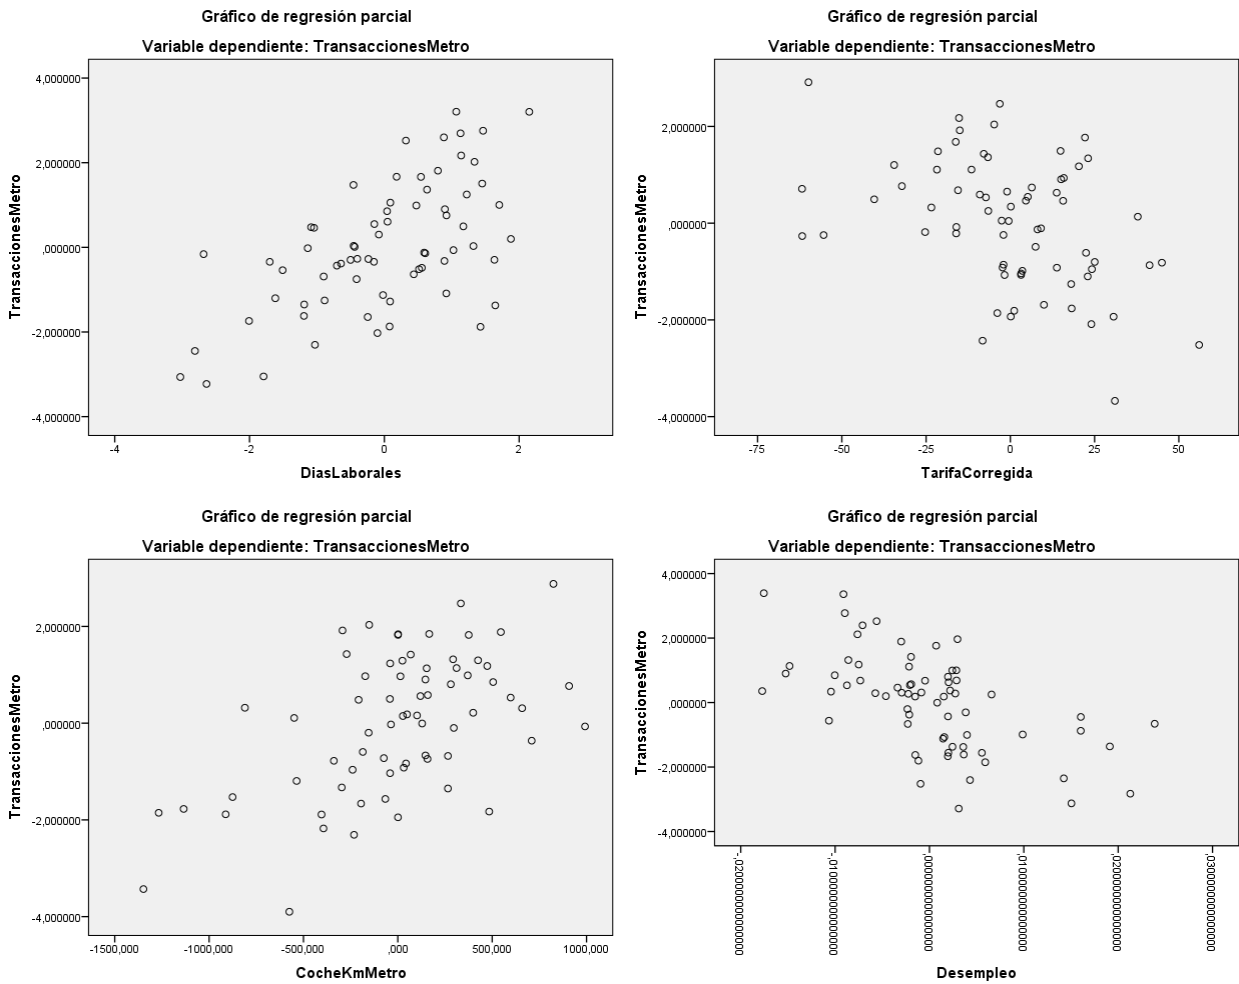 Gráfico de regresión parcial
Variable dependiente: TransaccionesMetro
TransaccionesMetro
4,000000
2,000000
,000000
-2,000000
-4,000000
-4
-2
0
2
DiasLaborales
Gráfico de regresión parcial
Variable dependiente: TransaccionesMetro
TransaccionesMetro
2,000000
,000000
-2,000000
-4,000000
-75
-50
-25
0
25
50
TarifaCorregida
Gráfico de regresión parcial
Variable dependiente: TransaccionesMetro
TransaccionesMetro
2,000000
,000000
-2,000000
-4,000000
-1500,000
-1000,000
-500,000
,000
500,000
1000,000
CocheKmMetro
Gráfico de regresión parcial
Variable dependiente: TransaccionesMetro
TransaccionesMetro
4,000000
2,000000
,000000
-2,000000
-4,000000
Desempleo